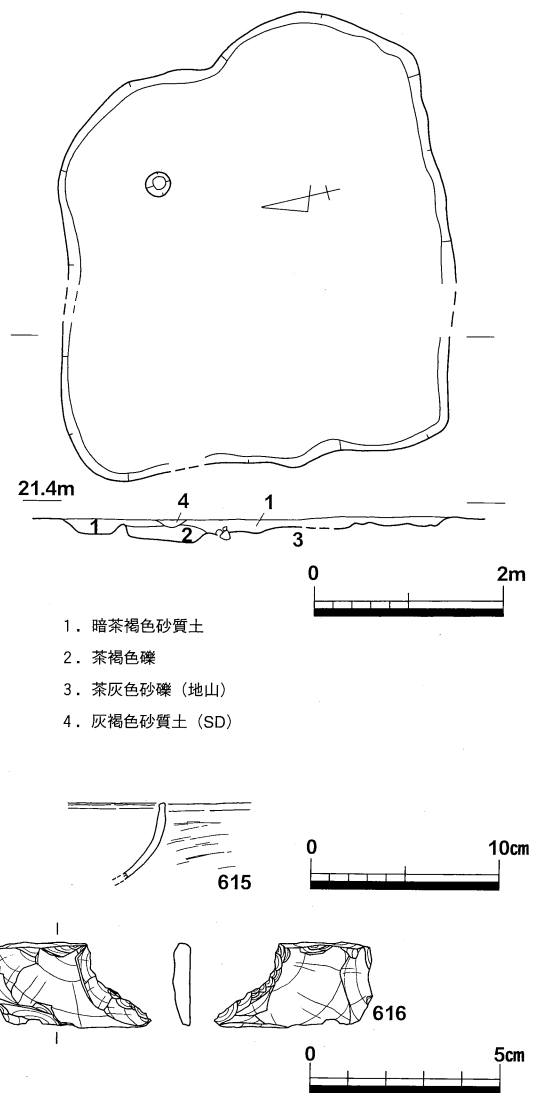 21.4m
4 1
1 2 3
0 2m
1．暗茶褐色砂質土
2．茶褐色礫
3．茶灰色砂礫（地山）
4．灰褐色砂質土（SD）
0 10cm
615
616
0 5cm